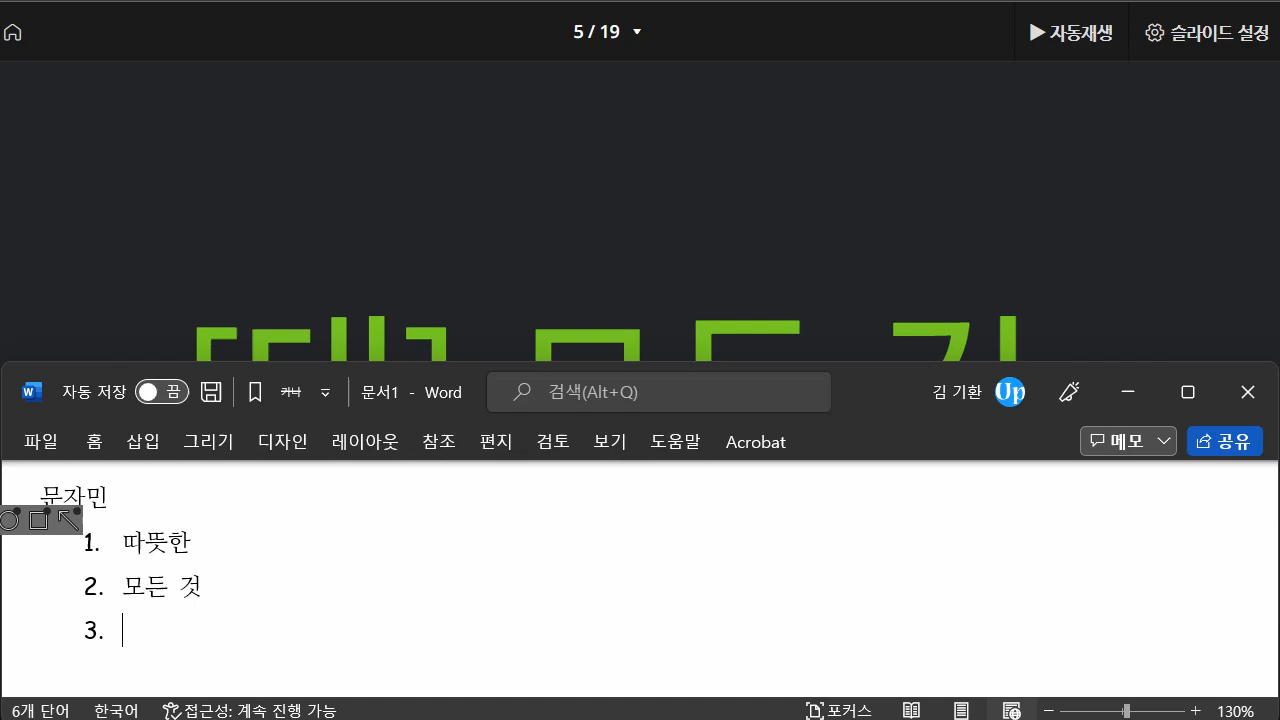 5 / 19
자동재생
슬라이드 설정
자동 저장 끔
문서1 - Word
검색(Alt+Q)
김 기환
Up
파일 홈 삽입 그리기 디자인 레이아웃 참조 편지 검토 보기 도움말 Acrobat
메모
공유
문자민
1. 따뜻한
2. 모든 것
3.
6개 단어 한국어 접근성: 계속 진행 가능 포커스 130%